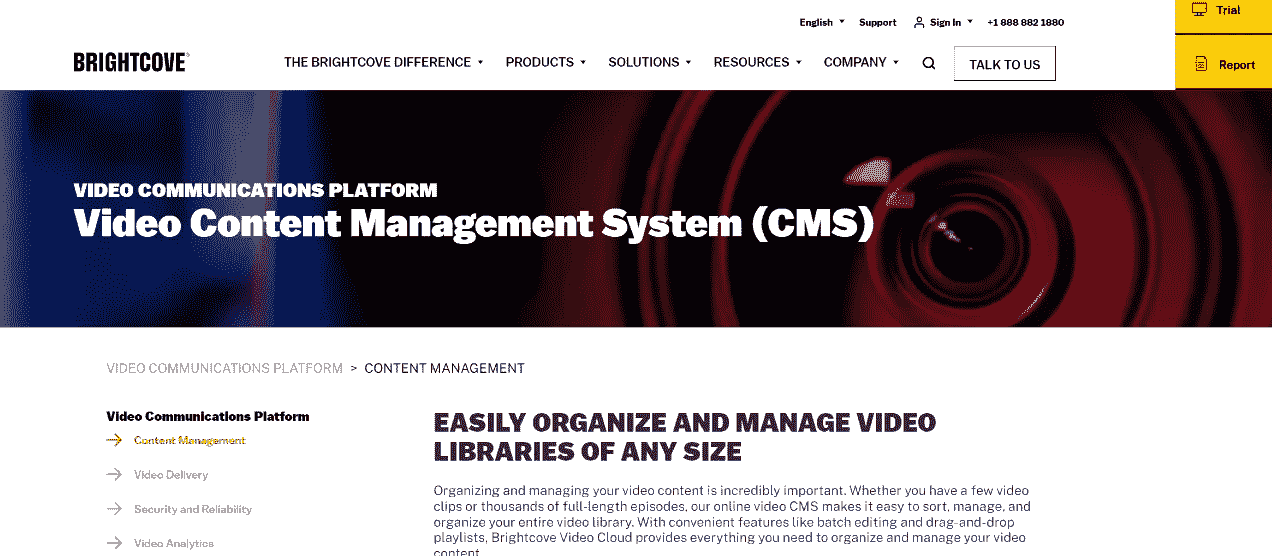 English Support Sign In +1 888 882 1880
Trial
Report
BRIGHTCOVE
THE BRIGHTCOVE DIFFERENCE PRODUCTS SOLUTIONS RESOURCES COMPANY TALK TO US
VIDEO COMMUNICATIONS PLATFORM
Video Content Management System (CMS)
VIDEO COMMUNICATIONS PLATFORM > CONTENT MANAGEMENT
Video Communications Platform
Content Management
Video Delivery
Security and Reliability
Video Analytics
EASILY ORGANIZE AND MANAGE VIDEO
LIBRARIES OF ANY SIZE
Organizing and managing your video content is incredibly important. Whether you have a few video
clips or thousands of full-length episodes, our online video CMS makes it easy to sort, manage, and
organize your entire video library. With convenient features like batch editing and drag-and-drop
playlists, Brightcove Video Cloud provides everything you need to organize and manage your video
content.